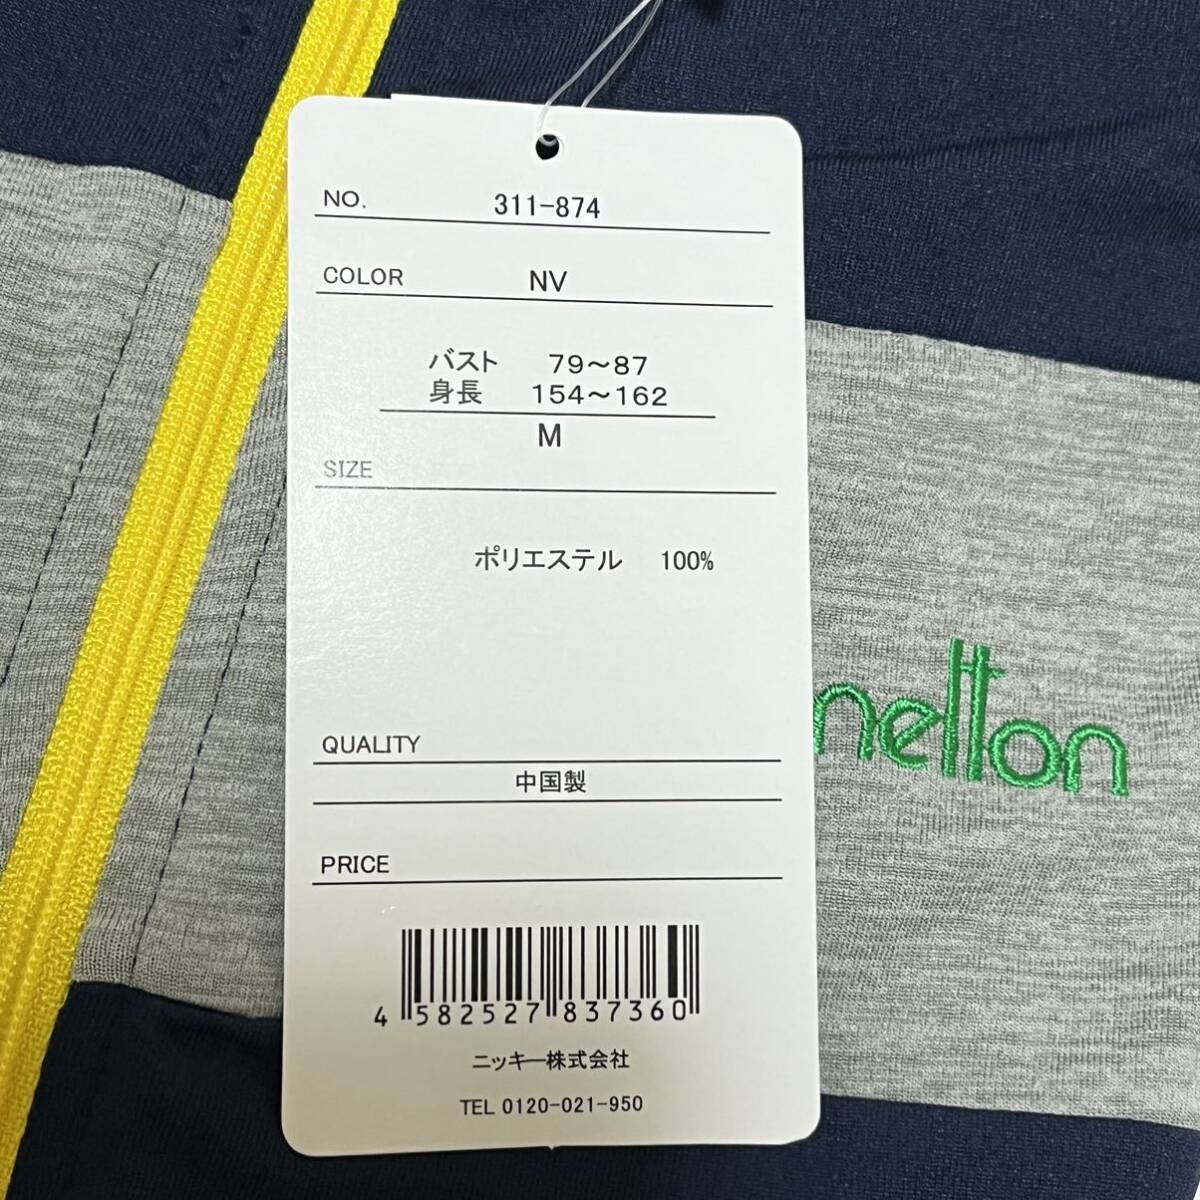 NO. 311-874
COLOR NV
バスト 79～87
身長 154～162
M
SIZE
ポリエステル 100%
QUALITY
中国製
PRICE
4 582527 837360
ニッキー株式会社
TEL 0120-021-950
netton